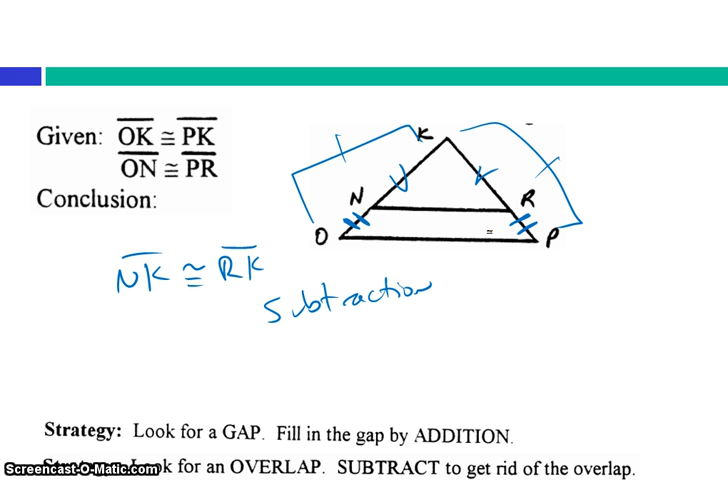 Given: OK ≅ PK
ON ≅ PR
Conclusion:
K
N
R
O
P
=
NK ≅ RK
Subtraction
Strategy: Look for a GAP. Fill in the gap by ADDITION.
Look for an OVERLAP. SUBTRACT to get rid of the overlap.
Screencast-O-Matic.com